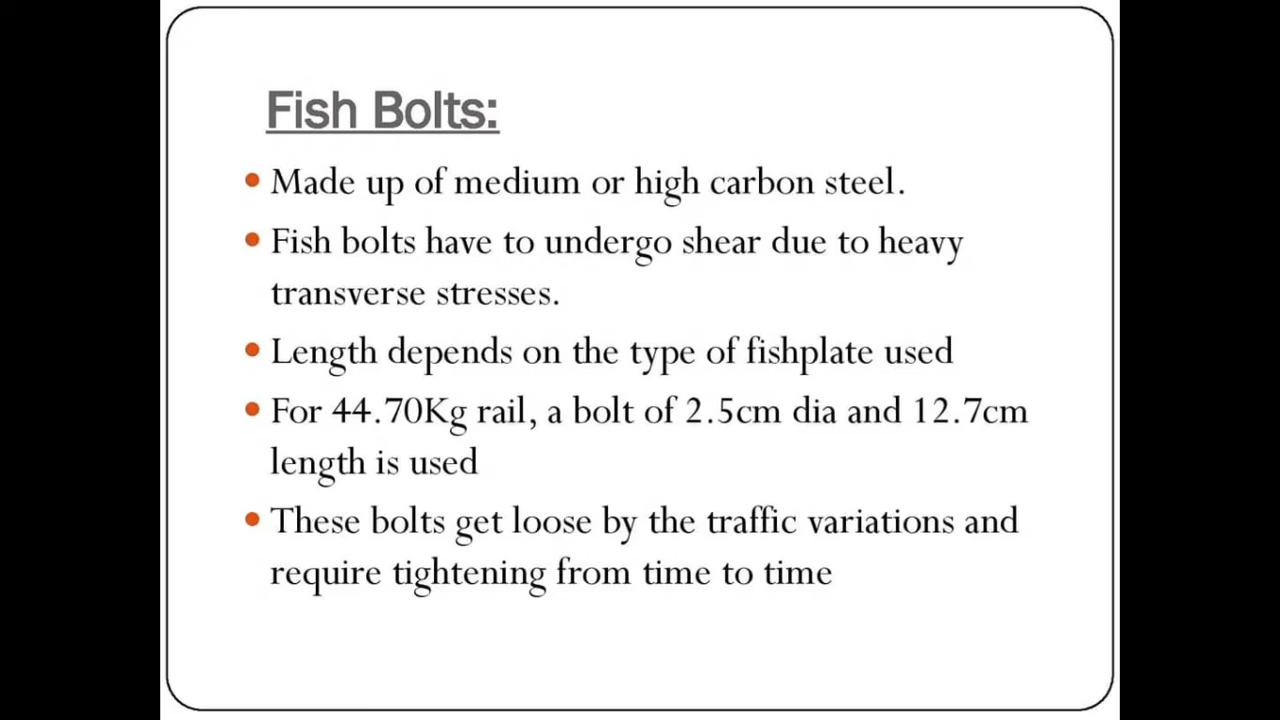 Fish Bolts:
• Made up of medium or high carbon steel.
• Fish bolts have to undergo shear due to heavy
transverse stresses.
• Length depends on the type of fishplate used
• For 44.70Kg rail, a bolt of 2.5cm dia and 12.7cm
length is used
• These bolts get loose by the traffic variations and
require tightening from time to time